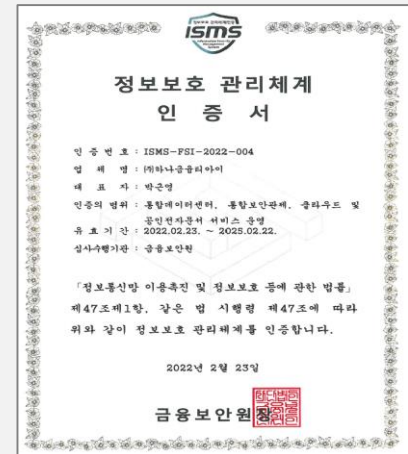 ISMS
정보보호 관리체계
인 증 서
인 증 번 호 : ISMS-FSI-2022-004
업 체 명 : ㈜하나금융티아이
대 표 자 : 박근영
인증의 범위 : 통합데이터센터, 통합보안관제, 클라우드 및
공인전자문서 서비스 운영
유 효 기 간 : 2022.02.23. ~ 2025.02.22.
심사수행기관 : 금융보안원
「정보통신망 이용촉진 및 정보보호 등에 관한 법률」
제47조제1항, 같은 법 시행령 제47조에 따라
위와 같이 정보보호 관리체계를 인증합니다.
2022년 2월 23일
금융보안원장